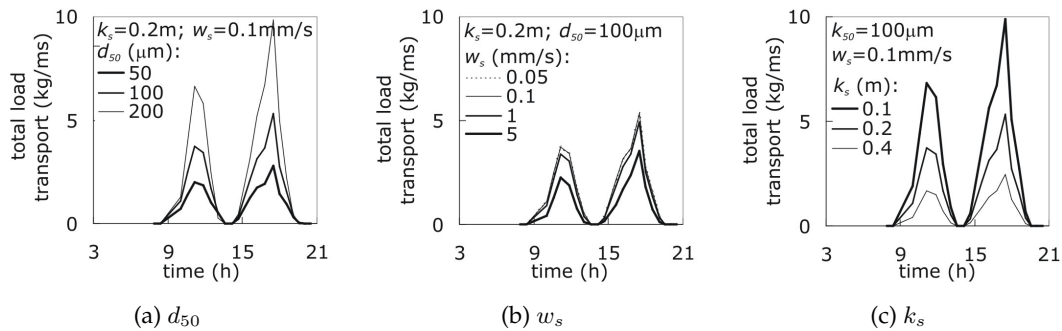 total load
transport (kg/ms)
10
5
0
k_s=0.2m; w_s=0.1mm/s
d_50 (μm):
50
100
200
3 9 15 21
time (h)
(a) d_50
total load
transport (kg/ms)
10
5
0
k_s=0.2m; d_50=100μm
w_s (mm/s):
0.05
0.1
1
5
3 9 15 21
time (h)
(b) w_s
total load
transport (kg/ms)
10
5
0
k_50=100μm
w_s=0.1mm/s
k_s (m):
0.1
0.2
0.4
3 9 15 21
time (h)
(c) k_s